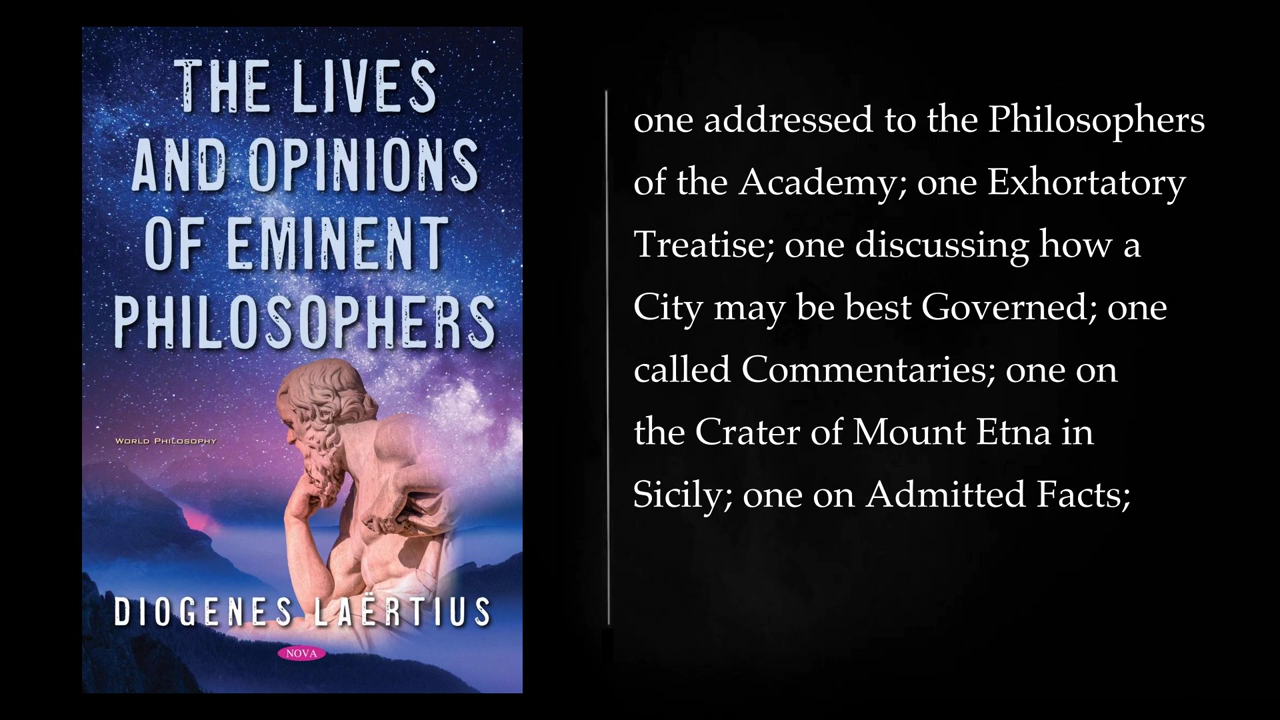 THE LIVES
AND OPINIONS
OF EMINENT
PHILOSOPHERS
WORLD PHILOSOPHY
DIOGENES LAËRTIUS
NOVA
one addressed to the Philosophers
of the Academy; one Exhortatory
Treatise; one discussing how a
City may be best Governed; one
called Commentaries; one on
the Crater of Mount Etna in
Sicily; one on Admitted Facts;